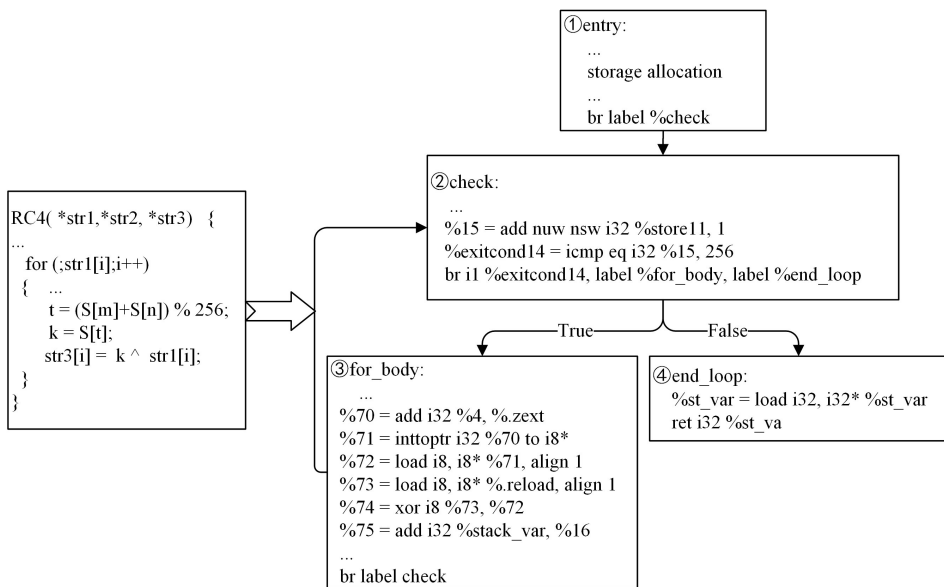 ①entry:
...
storage allocation
...
br label %check
②check:
...
%15 = add nuw nsw i32 %store11, 1
%exitcond14 = icmp eq i32 %15, 256
br i1 %exitcond14, label %for_body, label %end_loop
RC4( *str1,*str2, *str3) {
...
for (;str1[i];i++)
{ ...
t = (S[m]+S[n]) % 256;
k = S[t];
str3[i] = k ^ str1[i];
}
}
True
False
③for_body:
...
%70 = add i32 %4, %.zext
%71 = inttoptr i32 %70 to i8*
%72 = load i8, i8* %71, align 1
%73 = load i8, i8* %.reload, align 1
%74 = xor i8 %73, %72
%75 = add i32 %stack_var, %16
...
br label check
④end_loop:
%st_var = load i32, i32* %st_var
ret i32 %st_va